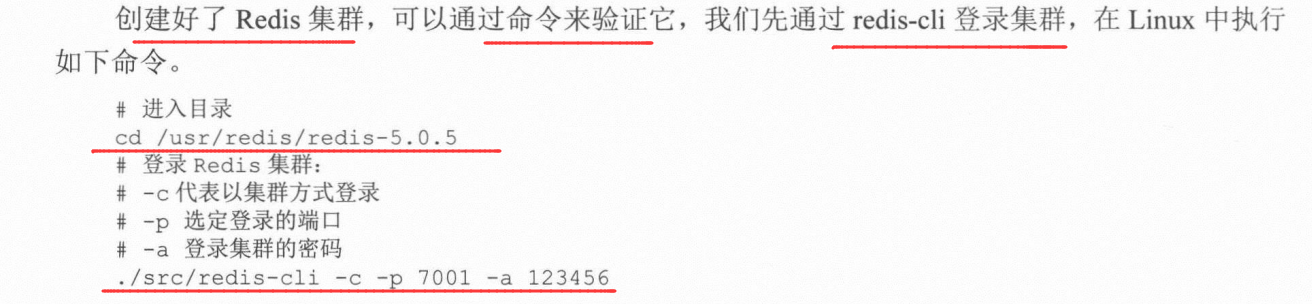 创建好了 Redis 集群，可以通过命令来验证它，我们先通过 redis-cli 登录集群，在 Linux 中执行
如下命令。
# 进入目录
cd /usr/redis/redis-5.0.5
# 登录 Redis 集群：
# -c 代表以集群方式登录
# -p 选定登录的端口
# -a 登录集群的密码
./src/redis-cli -c -p 7001 -a 123456